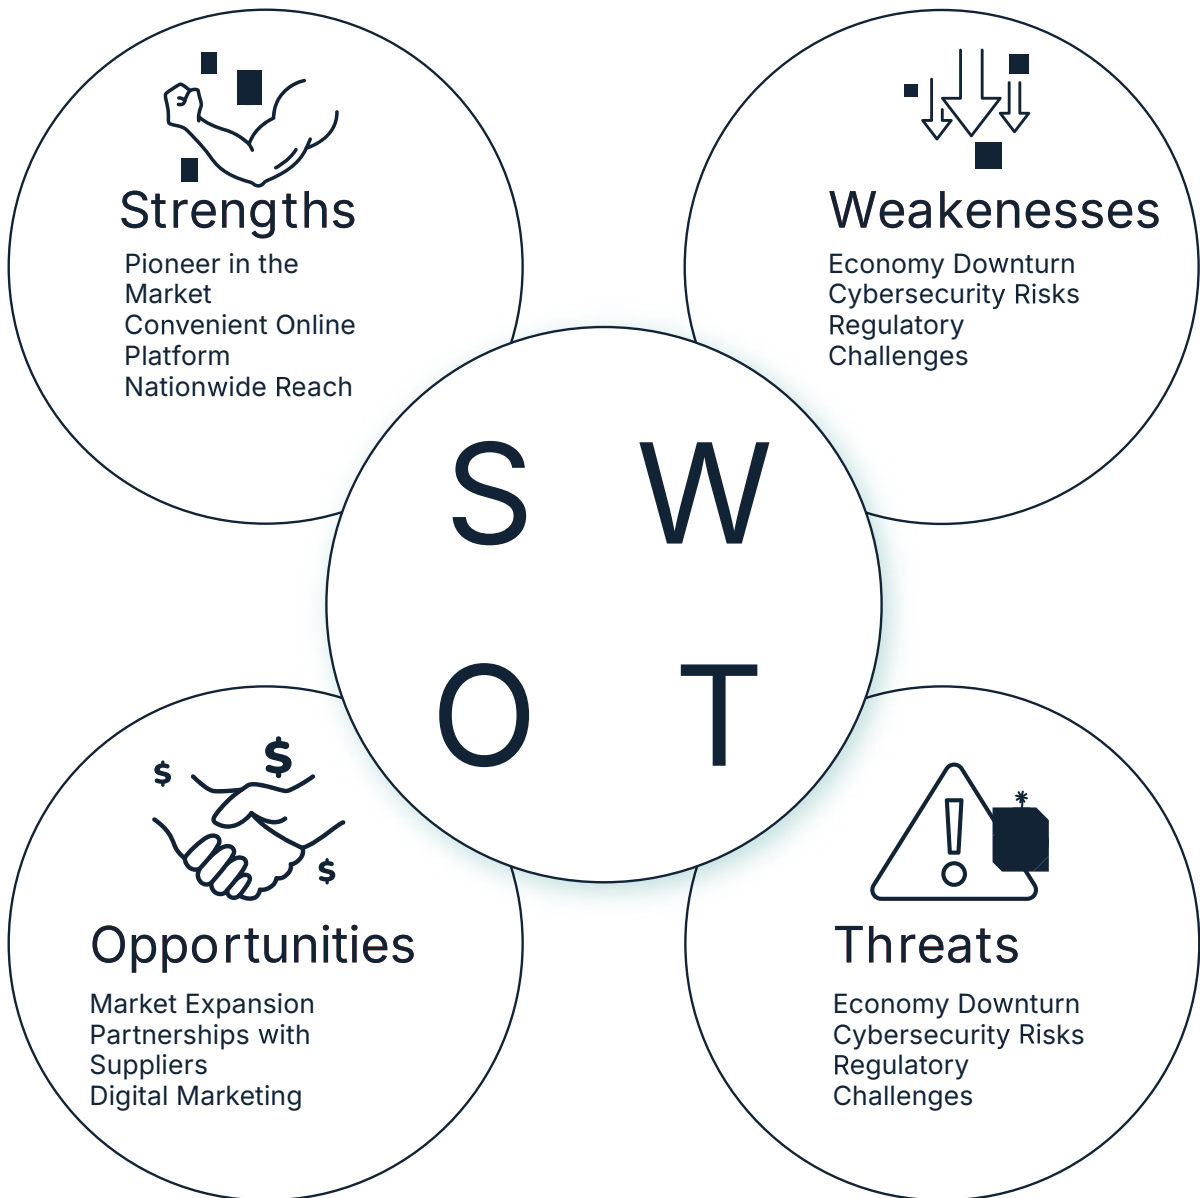 Strengths
Pioneer in the
Market
Convenient Online
Platform
Nationwide Reach
Weakenesses
Economy Downturn
Cybersecurity Risks
Regulatory
Challenges
S W
O T
$
$
$
Opportunities
Market Expansion
Partnerships with
Suppliers
Digital Marketing
Threats
Economy Downturn
Cybersecurity Risks
Regulatory
Challenges